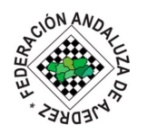 * FEDERACIÓN ANDALUZA DE AJEDREZ